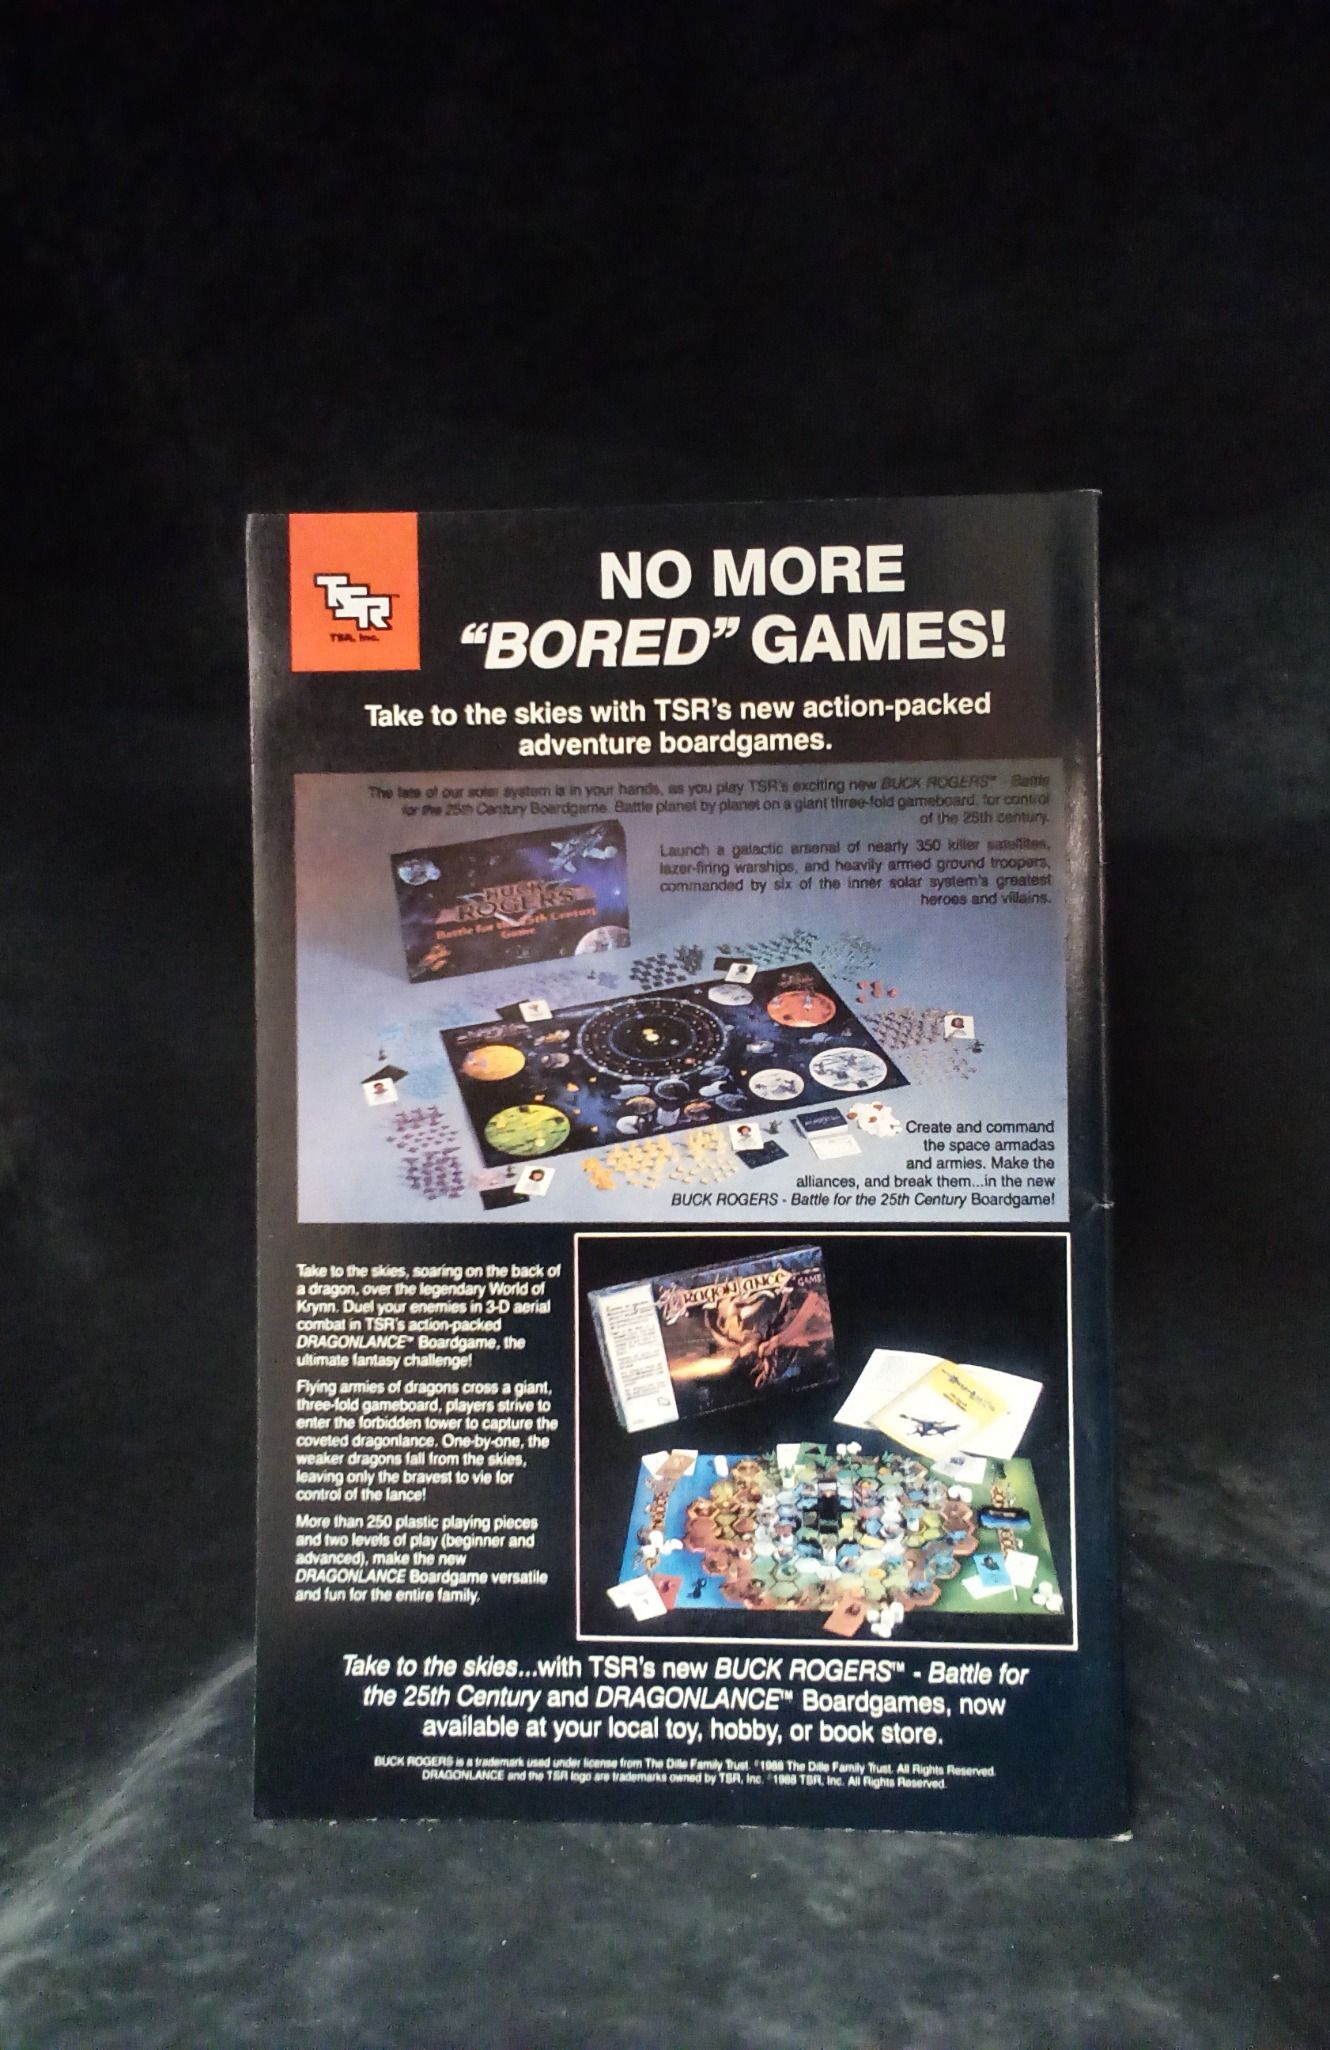 TSR™
TSR, Inc.
NO MORE
“BORED” GAMES!
Take to the skies with TSR's new action-packed
adventure boardgames.
The fate of our solar system is in your hands, as you play TSR's exciting new BUCK ROGERS™ - Battle
for the 25th Century Boardgame. Battle planet by planet on a giant three-fold gameboard, for control
of the 25th century.
Launch a galactic arsenal of nearly 350 killer satellites,
lazer-firing warships, and heavily armed ground troopers,
commanded by six of the inner solar system's greatest
heroes and villains.
BUCK
ROGERS
Battle for the 25th Century
Game
Create and command
the space armadas
and armies. Make the
alliances, and break them...in the new
BUCK ROGERS - Battle for the 25th Century Boardgame!
Take to the skies, soaring on the back of
a dragon, over the legendary World of
Krynn. Duel your enemies in 3-D aerial
combat in TSR's action-packed
DRAGONLANCE™ Boardgame, the
ultimate fantasy challenge!
Flying armies of dragons cross a giant,
three-fold gameboard, players strive to
enter the forbidden tower to capture the
coveted dragonlance. One-by-one, the
weaker dragons fall from the skies,
leaving only the bravest to vie for
control of the lance!
More than 250 plastic playing pieces
and two levels of play (beginner and
advanced), make the new
DRAGONLANCE Boardgame versatile
and fun for the entire family.
DRAGONLANCE GAME
Take to the skies...with TSR's new BUCK ROGERS™ - Battle for
the 25th Century and DRAGONLANCE™ Boardgames, now
available at your local toy, hobby, or book store.
BUCK ROGERS is a trademark used under license from The Dille Family Trust. ©1988 The Dille Family Trust. All Rights Reserved.
DRAGONLANCE and the TSR logo are trademarks owned by TSR, Inc. ©1988 TSR, Inc. All Rights Reserved.